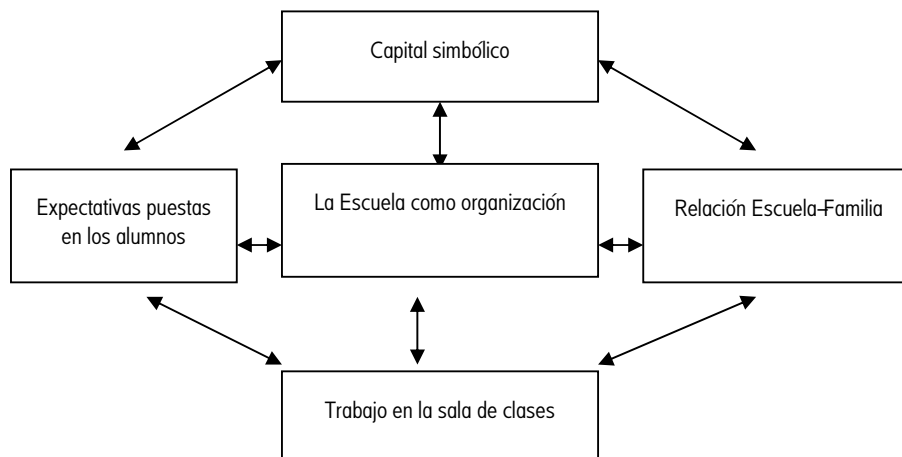 Capital simbólico
Expectativas puestas
en los alumnos
La Escuela como organización
Relación Escuela-Familia
Trabajo en la sala de clases